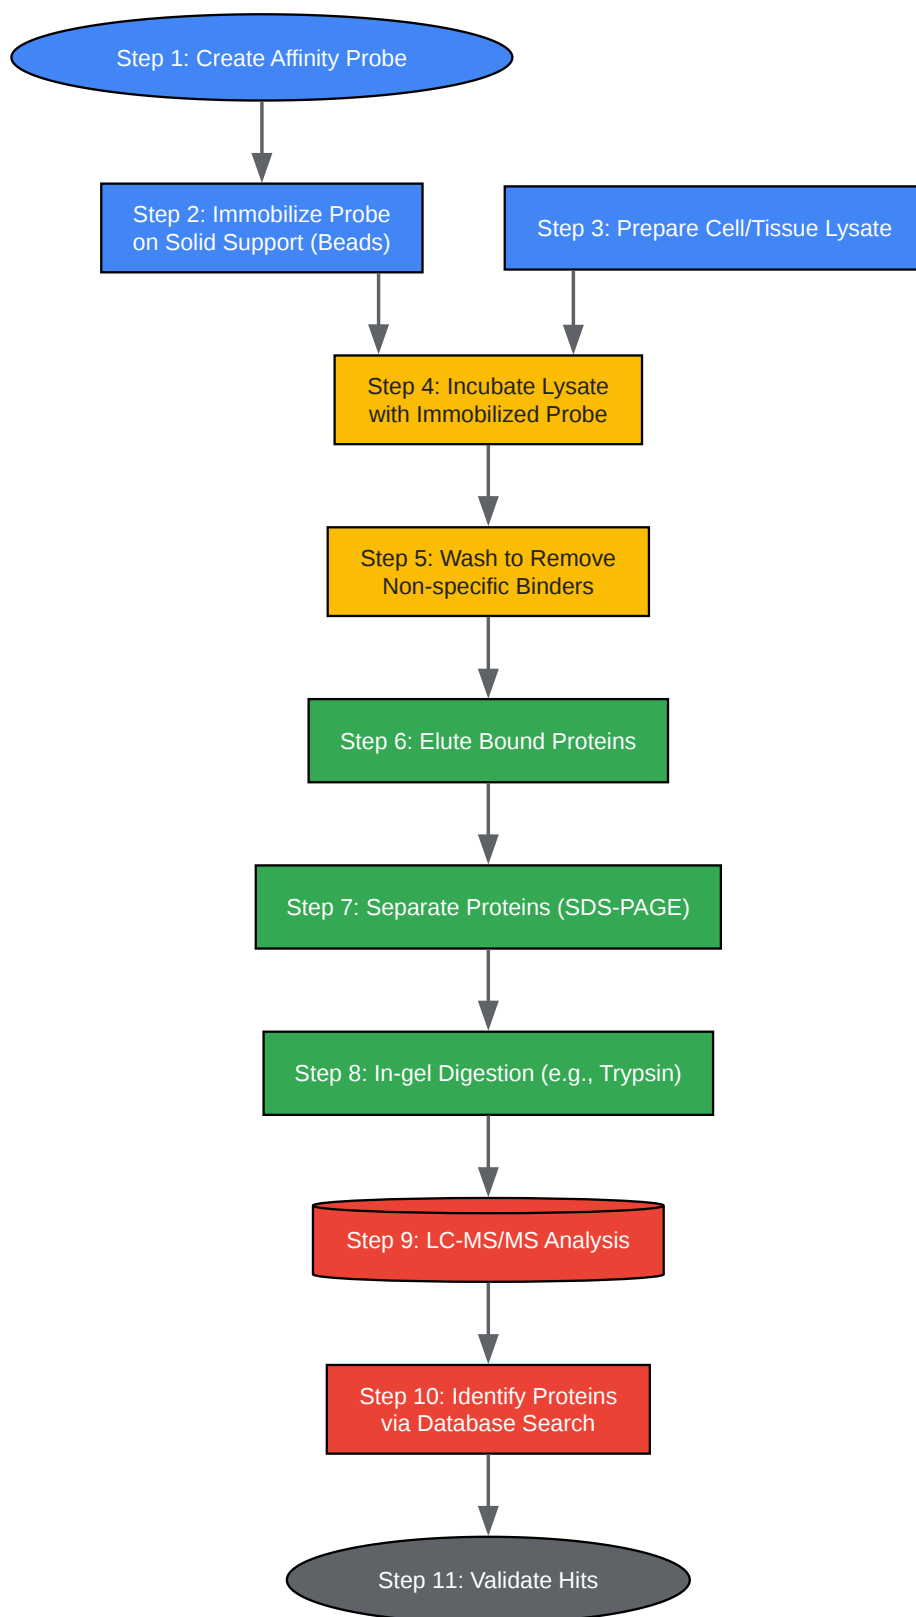 Step 1: Create Affinity Probe
Step 2: Immobilize Probe
on Solid Support (Beads)
Step 3: Prepare Cell/Tissue Lysate
Step 4: Incubate Lysate
with Immobilized Probe
Step 5: Wash to Remove
Non-specific Binders
Step 6: Elute Bound Proteins
Step 7: Separate Proteins (SDS-PAGE)
Step 8: In-gel Digestion (e.g., Trypsin)
Step 9: LC-MS/MS Analysis
Step 10: Identify Proteins
via Database Search
Step 11: Validate Hits